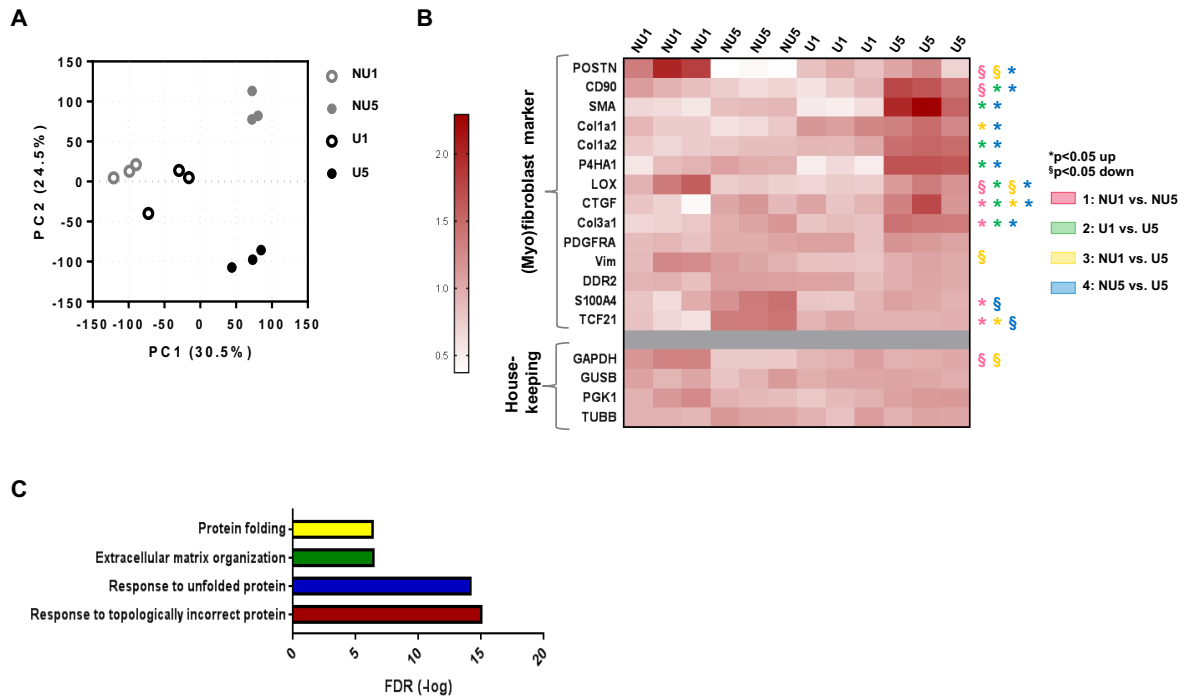 A
150
100
50
0
-50
-100
-150
-150 -100 -50 0 50 100 150
PC2 (24.5%)
PC1 (30.5%)
NU1
NU5
U1
U5
B
NU1 NU1 NU1 NU5 NU5 NU5 U1 U1 U1 U5 U5 U5
2.0
1.5
1.0
0.5
(Myo)fibroblast marker
POSTN § § *
CD90 § * *
SMA * *
Col1a1 * *
Col1a2 * *
P4HA1 * *
LOX § * § *
CTGF * * * *
Col3a1 * * *
PDGFRA
Vim §
DDR2
S100A4 * §
TCF21 * * §
House-
keeping
GAPDH § §
GUSB
PGK1
TUBB
*p<0.05 up
§p<0.05 down
1: NU1 vs. NU5
2: U1 vs. U5
3: NU1 vs. U5
4: NU5 vs. U5
C
Protein folding
Extracellular matrix organization
Response to unfolded protein
Response to topologically incorrect protein
0 5 10 15 20
FDR (-log)